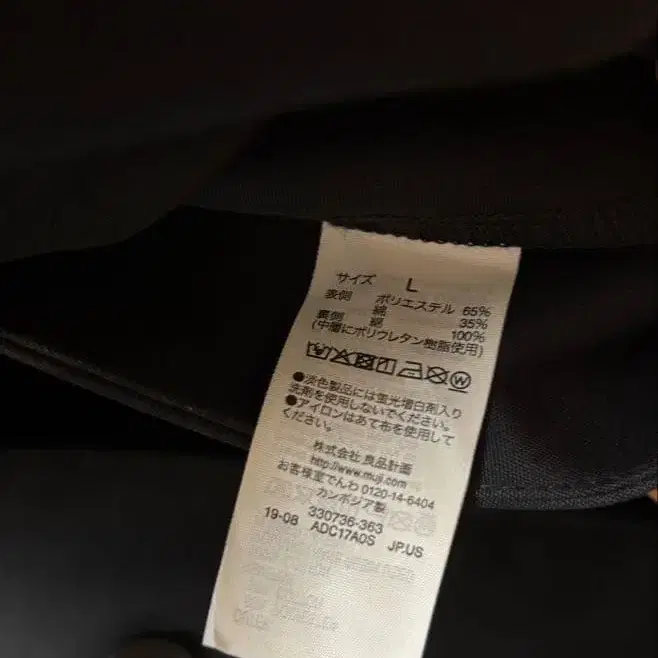 サイズ L
表側 ポリエステル 65%
綿 35%
裏側 綿 100%
(中層にポリウレタン樹脂使用)
●淡色製品には蛍光増白剤入り
洗剤を使用しないでください。
●アイロンはあて布を使用して
ください。
株式会社 良品計画
http://www.muji.com
お客様室でんわ 0120-14-6404
カンボジア製
330736-363
19-08 ADC17A0S JP.US